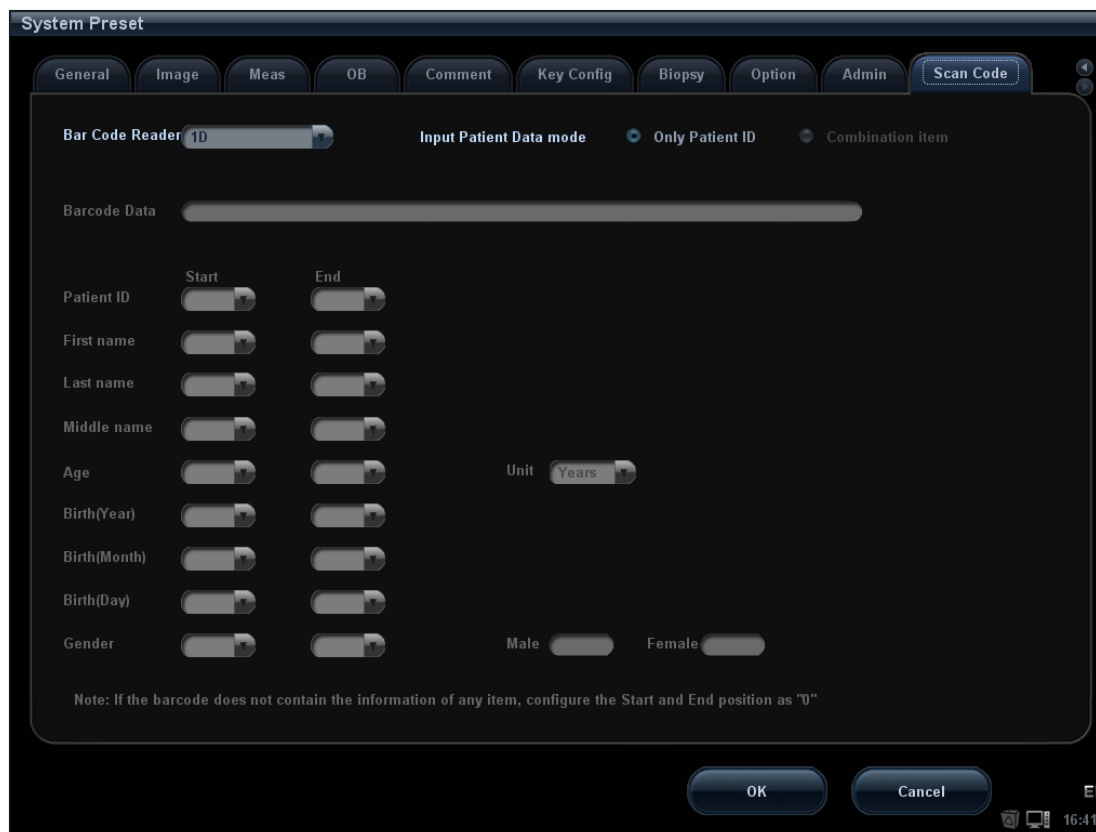 System Preset
General Image Meas OB Comment Key Config Biopsy Option Admin Scan Code
Bar Code Reader 1D Input Patient Data mode Only Patient ID Combination item
Barcode Data
Start End
Patient ID
First name
Last name
Middle name
Age Unit Years
Birth(Year)
Birth(Month)
Birth(Day)
Gender Male Female
Note: If the barcode does not contain the information of any item, configure the Start and End position as "0"
OK Cancel
16:41